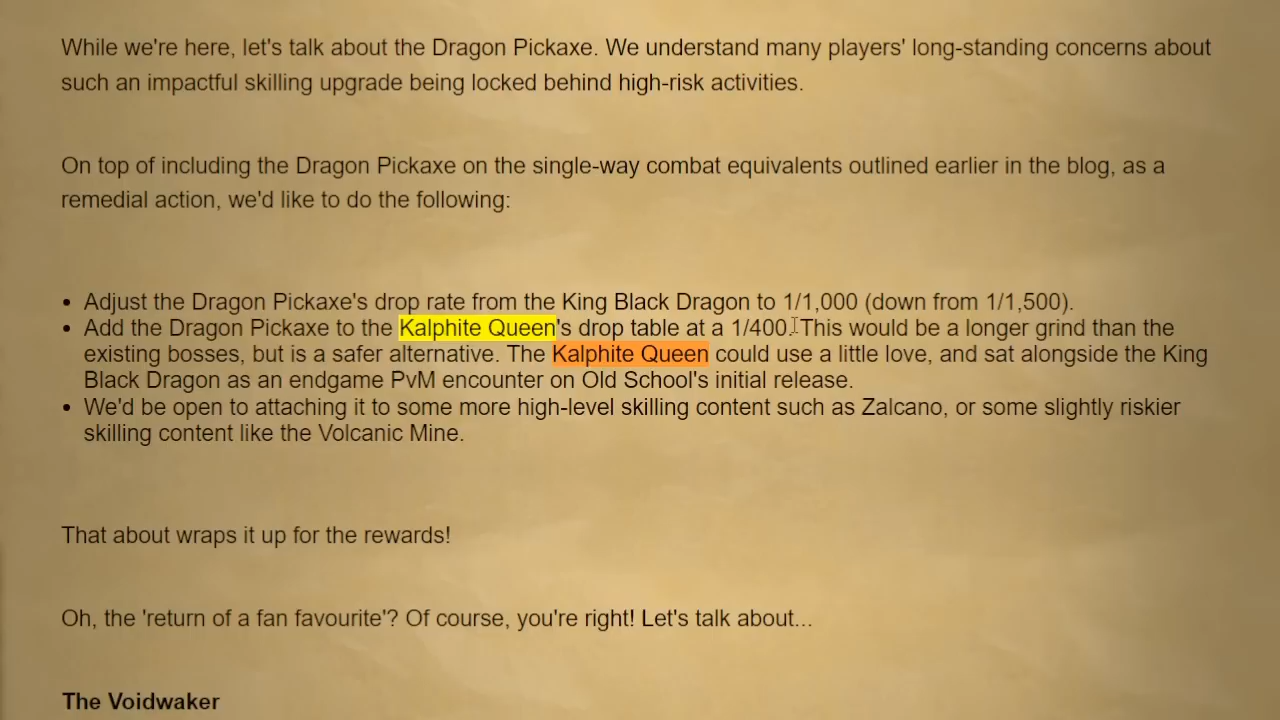 While we're here, let's talk about the Dragon Pickaxe. We understand many players' long-standing concerns about
such an impactful skilling upgrade being locked behind high-risk activities.
On top of including the Dragon Pickaxe on the single-way combat equivalents outlined earlier in the blog, as a
remedial action, we'd like to do the following:
• Adjust the Dragon Pickaxe's drop rate from the King Black Dragon to 1/1,000 (down from 1/1,500).
• Add the Dragon Pickaxe to the Kalphite Queen's drop table at a 1/400. This would be a longer grind than the
existing bosses, but is a safer alternative. The Kalphite Queen could use a little love, and sat alongside the King
Black Dragon as an endgame PvM encounter on Old School's initial release.
• We'd be open to attaching it to some more high-level skilling content such as Zalcano, or some slightly riskier
skilling content like the Volcanic Mine.
That about wraps it up for the rewards!
Oh, the 'return of a fan favourite'? Of course, you're right! Let's talk about...
The Voidwaker